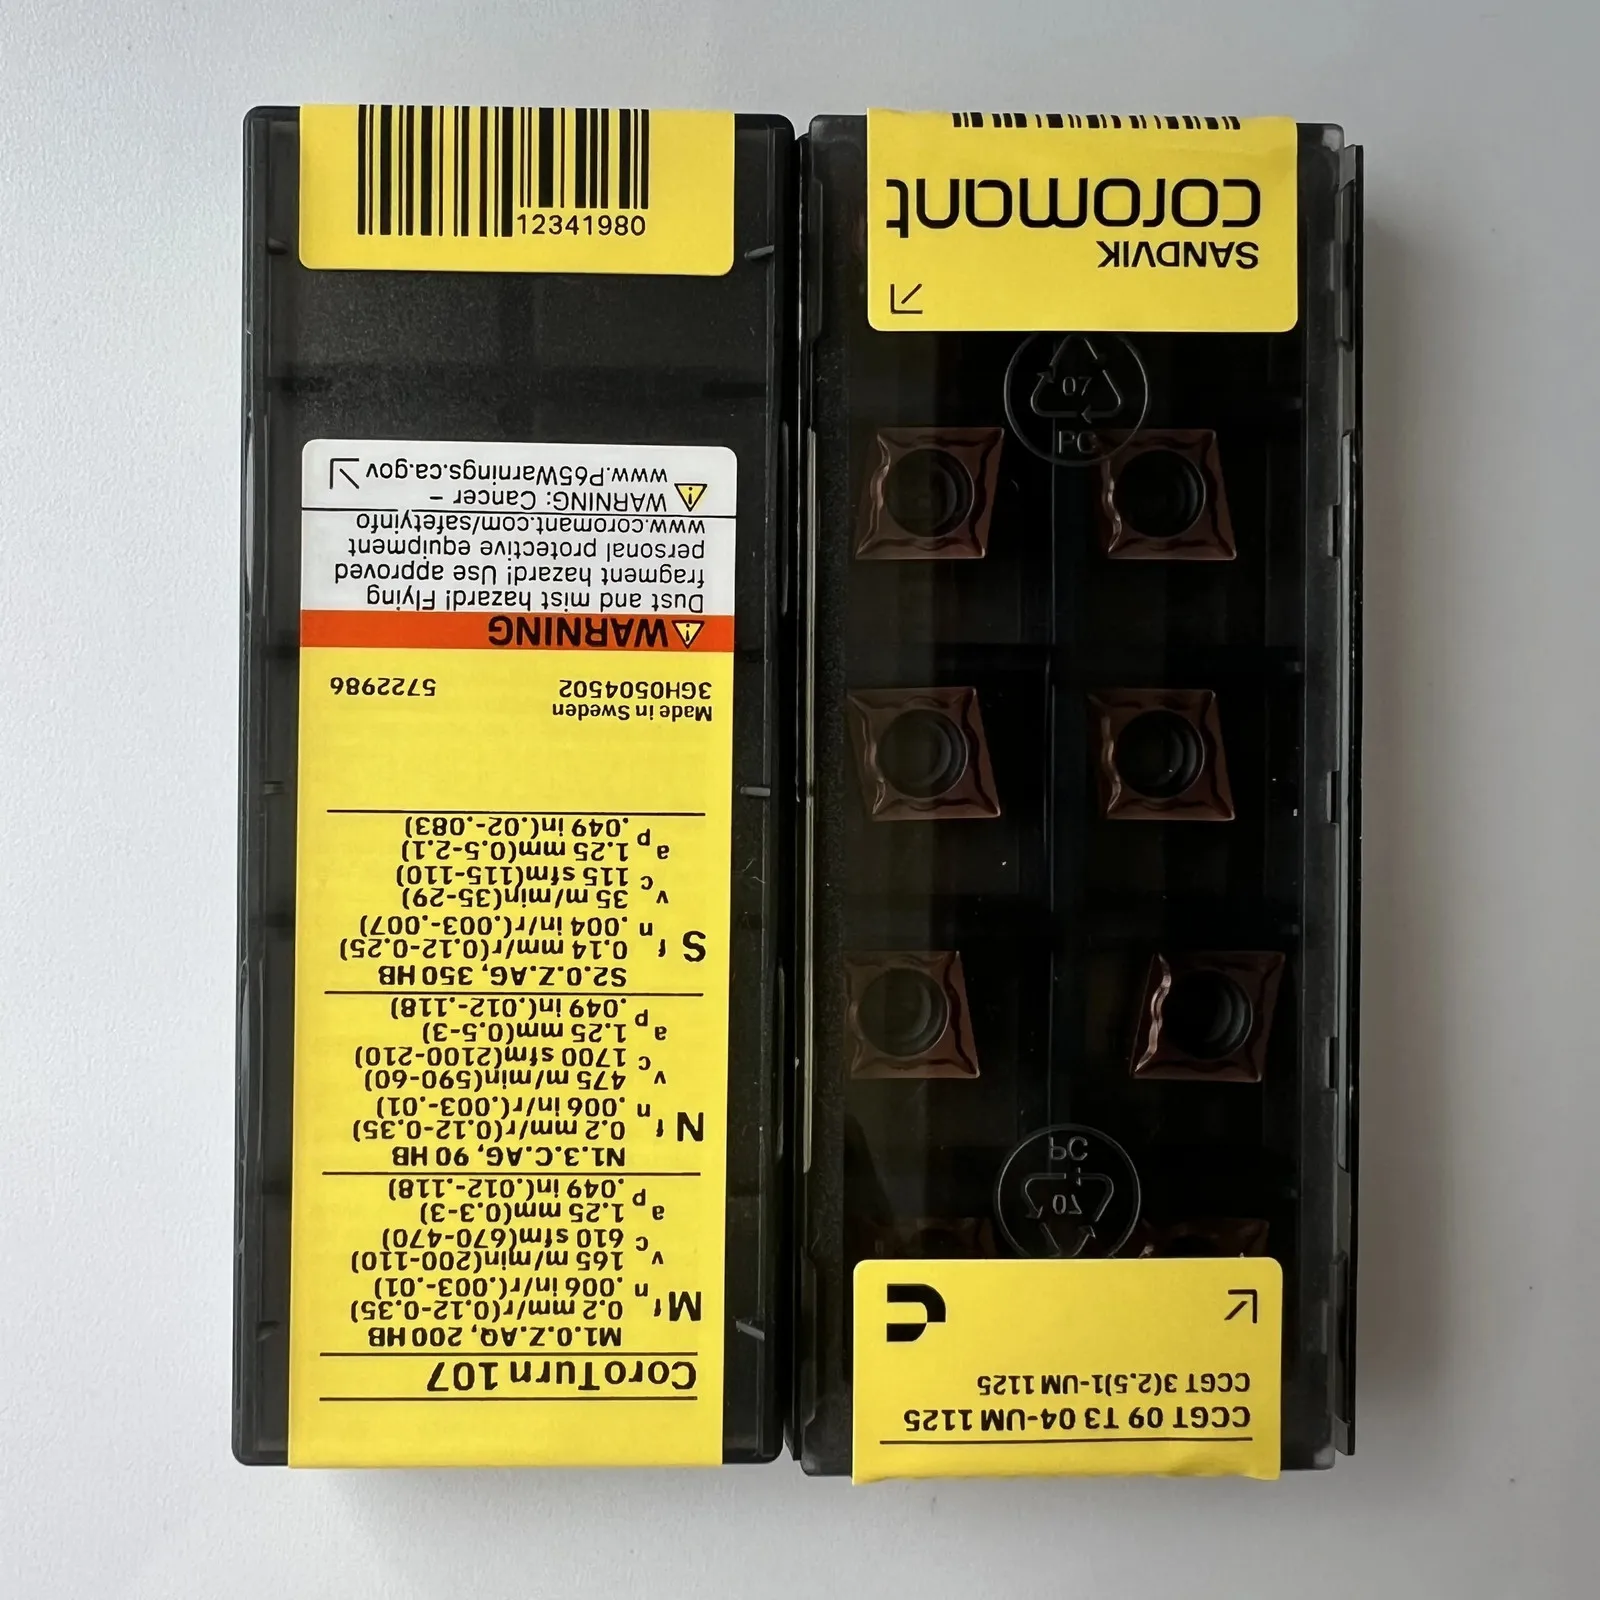 12341980
CoroTurn 107
M1.0.Z.AQ, 200 HB
M f n 0.2 mm/r(0.12-0.35)
.006 in/r(.003-.01)
v c 165 m/min(200-110)
610 sfm(670-470)
a p 1.25 mm(0.3-3)
.049 in(.012-.118)
N1.3.C.AG, 90 HB
N f n 0.2 mm/r(0.12-0.35)
.006 in/r(.003-.01)
v c 475 m/min(590-60)
1700 sfm(2100-210)
a p 1.25 mm(0.5-3)
.049 in(.012-.118)
S2.0.Z.AG, 350 HB
S f n 0.14 mm/r(0.12-0.25)
.004 in/r(.003-.007)
v c 35 m/min(35-29)
115 sfm(115-110)
a p 1.25 mm(0.5-2.1)
.049 in(.02-.083)
Made in Sweden
3GH0504502 5722986
WARNING
Dust and mist hazard! Flying
fragment hazard! Use approved
personal protective equipment
www.coromant.com/safetyinfo
WARNING: Cancer –
www.P65Warnings.ca.gov
CCGT 09 T3 04-UM 1125
CCGT 3(2.5)1-UM 1125
07
PC
07
PC
SANDVIK
coromant